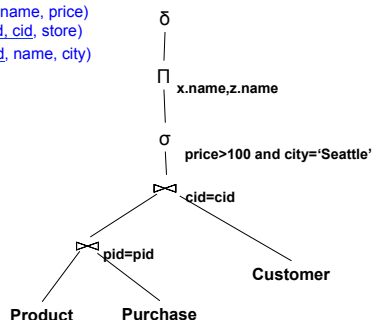 name, price)
cid, store)
name, city)
δ
Π x.name,z.name
σ
price>100 and city=‘Seattle’
cid=cid
pid=pid
Customer
Product Purchase